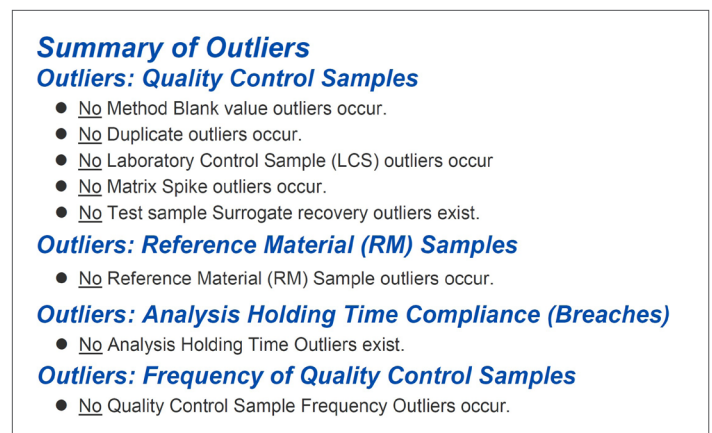 Summary of Outliers
Outliers: Quality Control Samples
● No Method Blank value outliers occur.
● No Duplicate outliers occur.
● No Laboratory Control Sample (LCS) outliers occur
● No Matrix Spike outliers occur.
● No Test sample Surrogate recovery outliers exist.
Outliers: Reference Material (RM) Samples
● No Reference Material (RM) Sample outliers occur.
Outliers: Analysis Holding Time Compliance (Breaches)
● No Analysis Holding Time Outliers exist.
Outliers: Frequency of Quality Control Samples
● No Quality Control Sample Frequency Outliers occur.